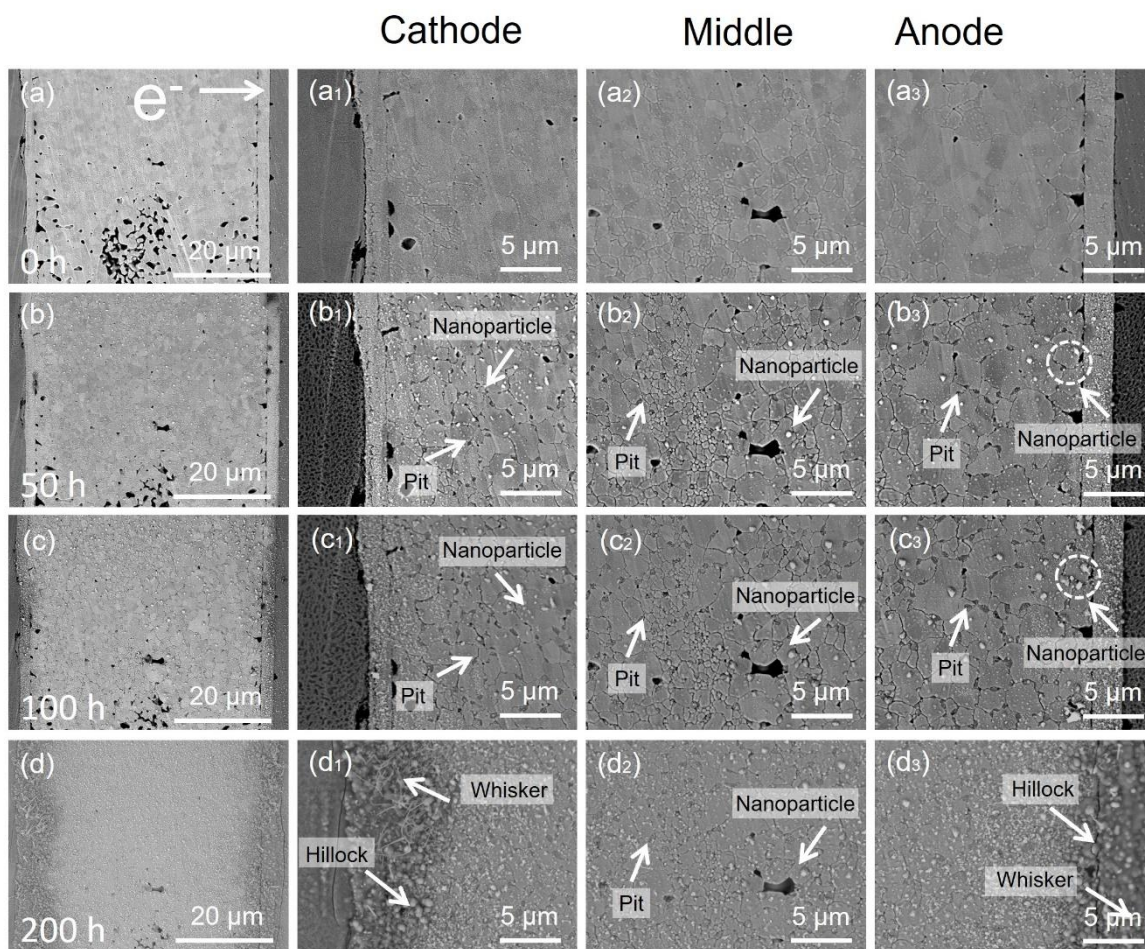 Cathode
Middle
Anode
(a)
e⁻
20 μm
0 h
(a₁)
5 μm
(a₂)
5 μm
(a₃)
5 μm
(b)
20 μm
50 h
(b₁)
Nanoparticle
Pit
5 μm
(b₂)
Nanoparticle
Pit
5 μm
(b₃)
Pit
Nanoparticle
5 μm
(c)
20 μm
100 h
(c₁)
Nanoparticle
Pit
5 μm
(c₂)
Nanoparticle
Pit
5 μm
(c₃)
Pit
Nanoparticle
5 μm
(d)
20 μm
200 h
(d₁)
Whisker
Hillock
5 μm
(d₂)
Nanoparticle
Pit
5 μm
(d₃)
Hillock
Whisker
5 μm